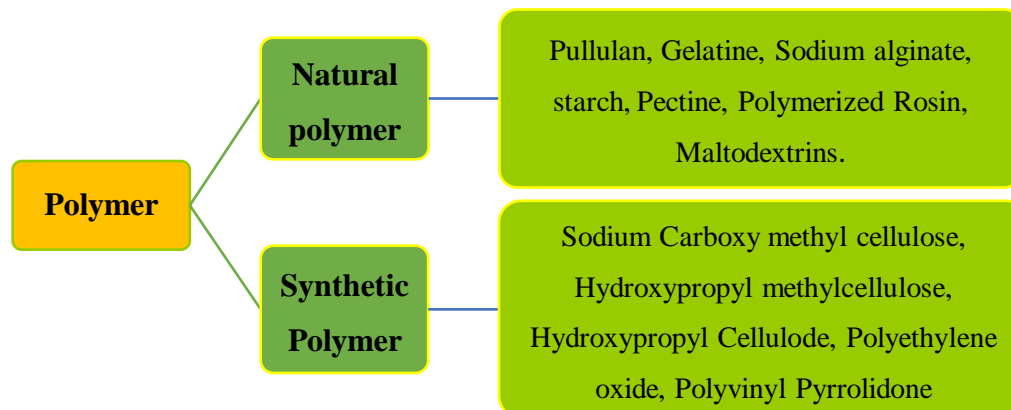 Polymer
Natural
polymer
Pullulan, Gelatine, Sodium alginate,
starch, Pectine, Polymerized Rosin,
Maltodextrins.
Synthetic
Polymer
Sodium Carboxy methyl cellulose,
Hydroxypropyl methylcellulose,
Hydroxypropyl Cellulode, Polyethylene
oxide, Polyvinyl Pyrrolidone